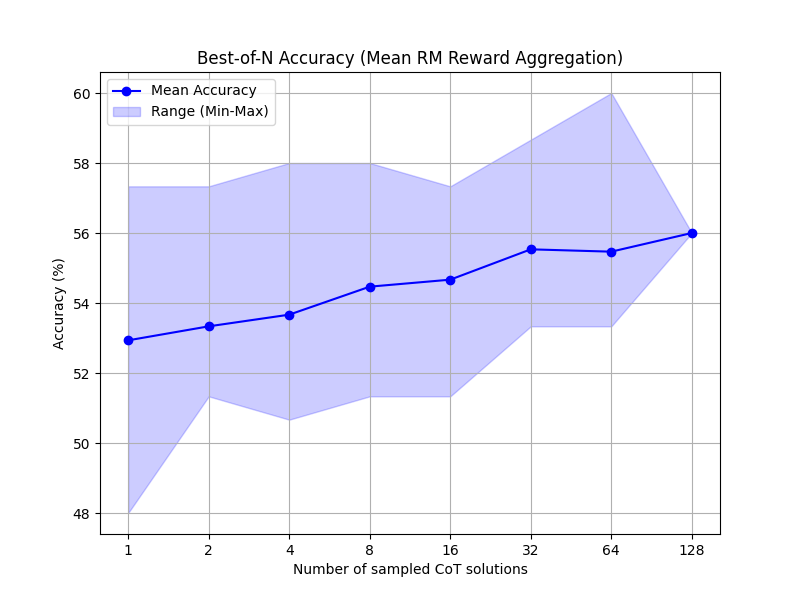 Best-of-N Accuracy (Mean RM Reward Aggregation)
Mean Accuracy
Range (Min-Max)
Accuracy (%)
60
58
56
54
52
50
48
1 2 4 8 16 32 64 128
Number of sampled CoT solutions